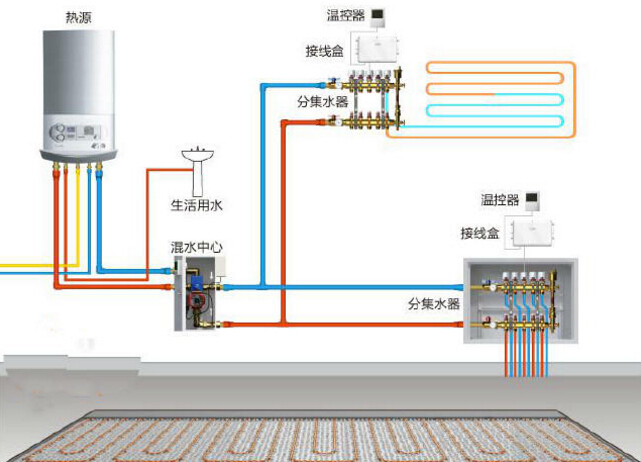 热源
温控器
接线盒
分集水器
生活用水
温控器
接线盒
混水中心
分集水器